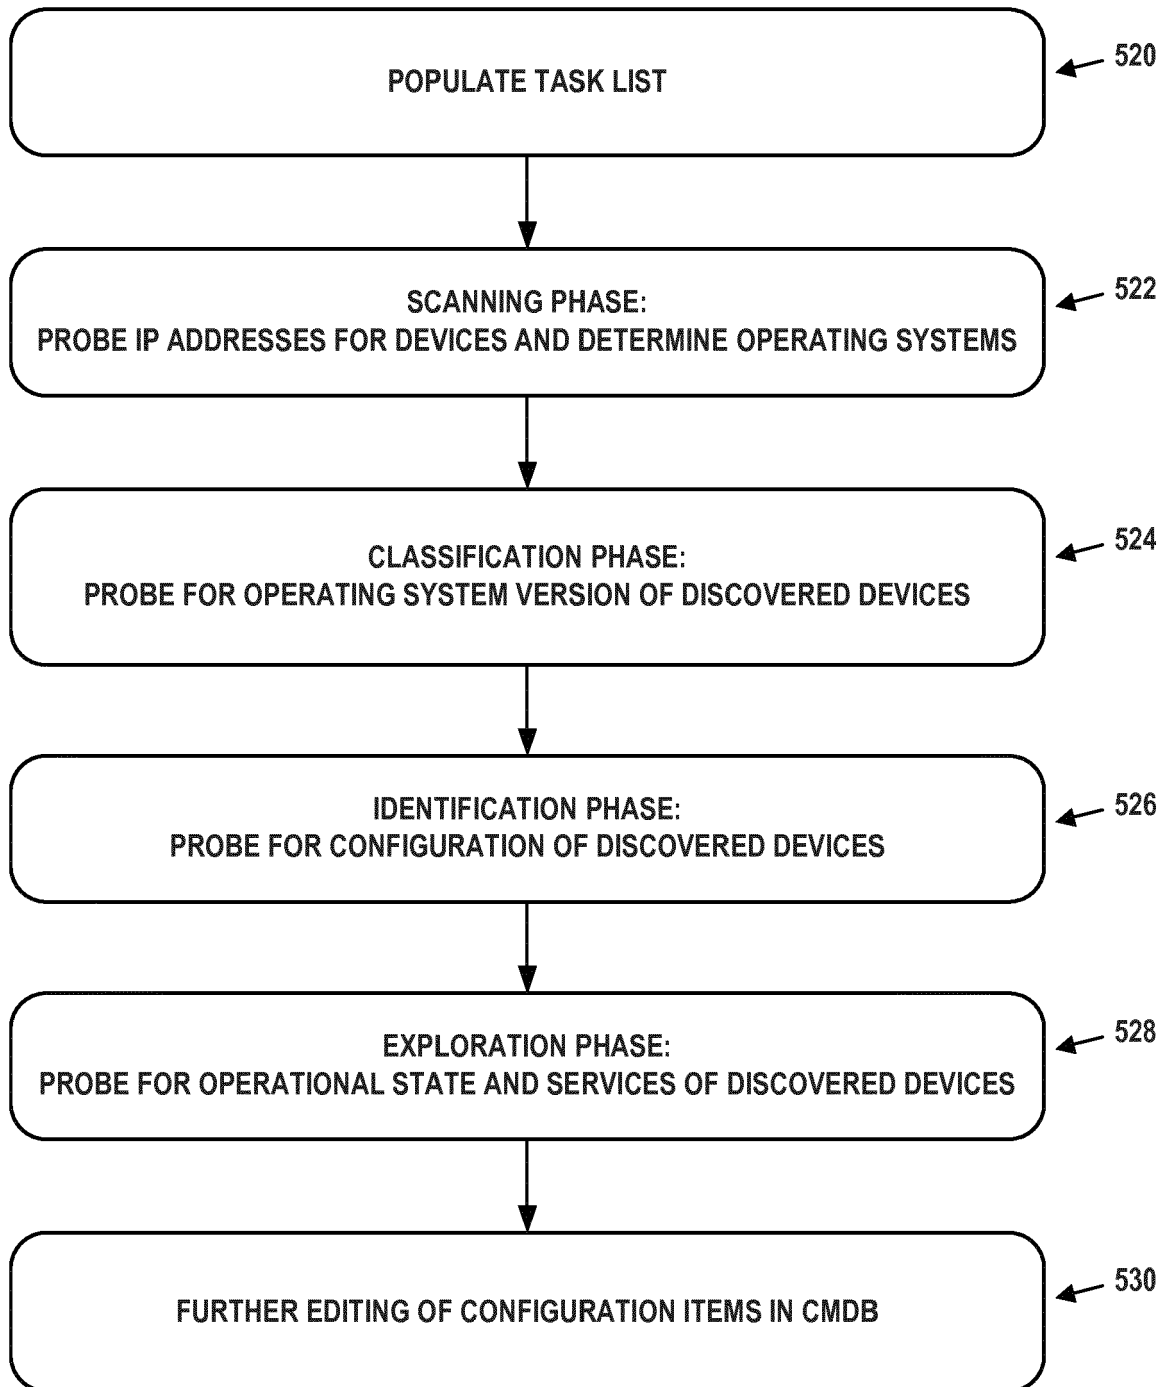 POPULATE TASK LIST
520
SCANNING PHASE:
PROBE IP ADDRESSES FOR DEVICES AND DETERMINE OPERATING SYSTEMS
522
CLASSIFICATION PHASE:
PROBE FOR OPERATING SYSTEM VERSION OF DISCOVERED DEVICES
524
IDENTIFICATION PHASE:
PROBE FOR CONFIGURATION OF DISCOVERED DEVICES
526
EXPLORATION PHASE:
PROBE FOR OPERATIONAL STATE AND SERVICES OF DISCOVERED DEVICES
528
FURTHER EDITING OF CONFIGURATION ITEMS IN CMDB
530